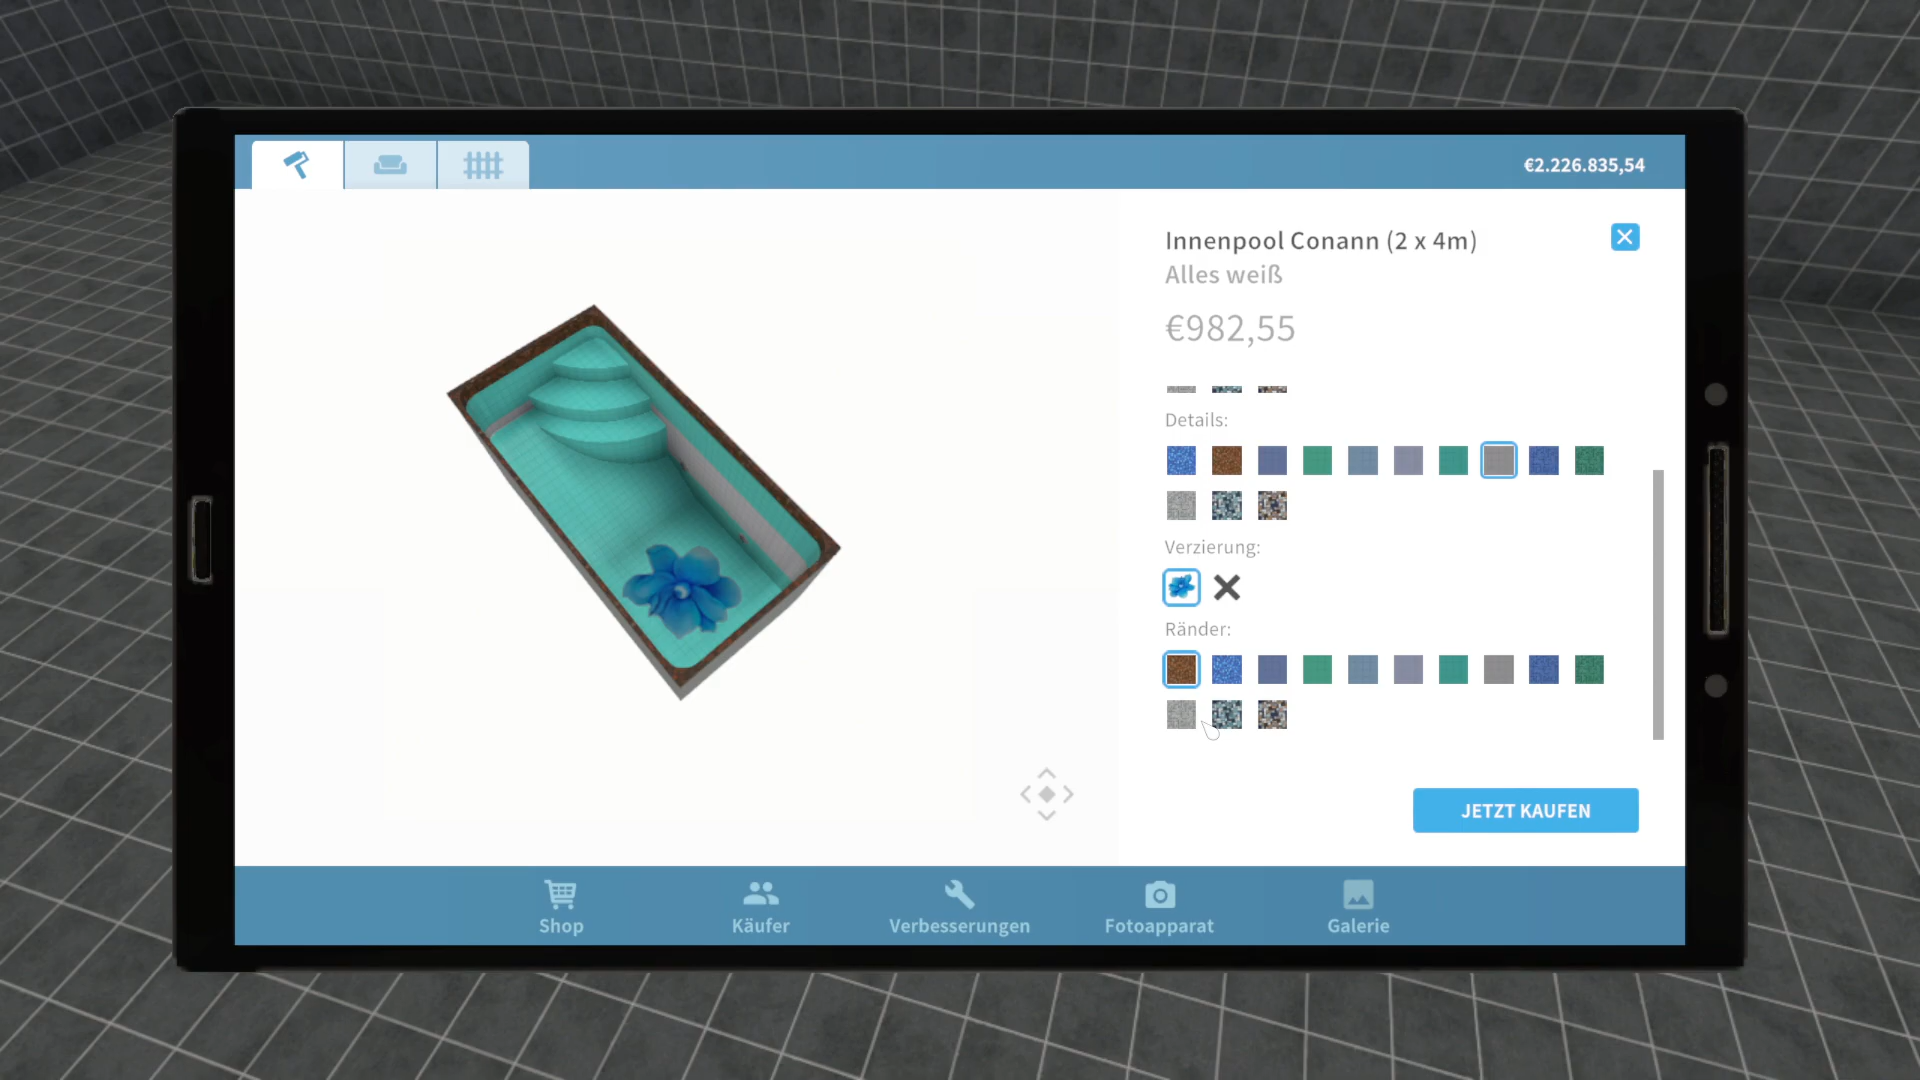 €2.226.835,54
Innenpool Conann (2 x 4m)
Alles weiß
€982,55
Details:
Verzierung:
Ränder:
JETZT KAUFEN
Shop
Käufer
Verbesserungen
Fotoapparat
Galerie